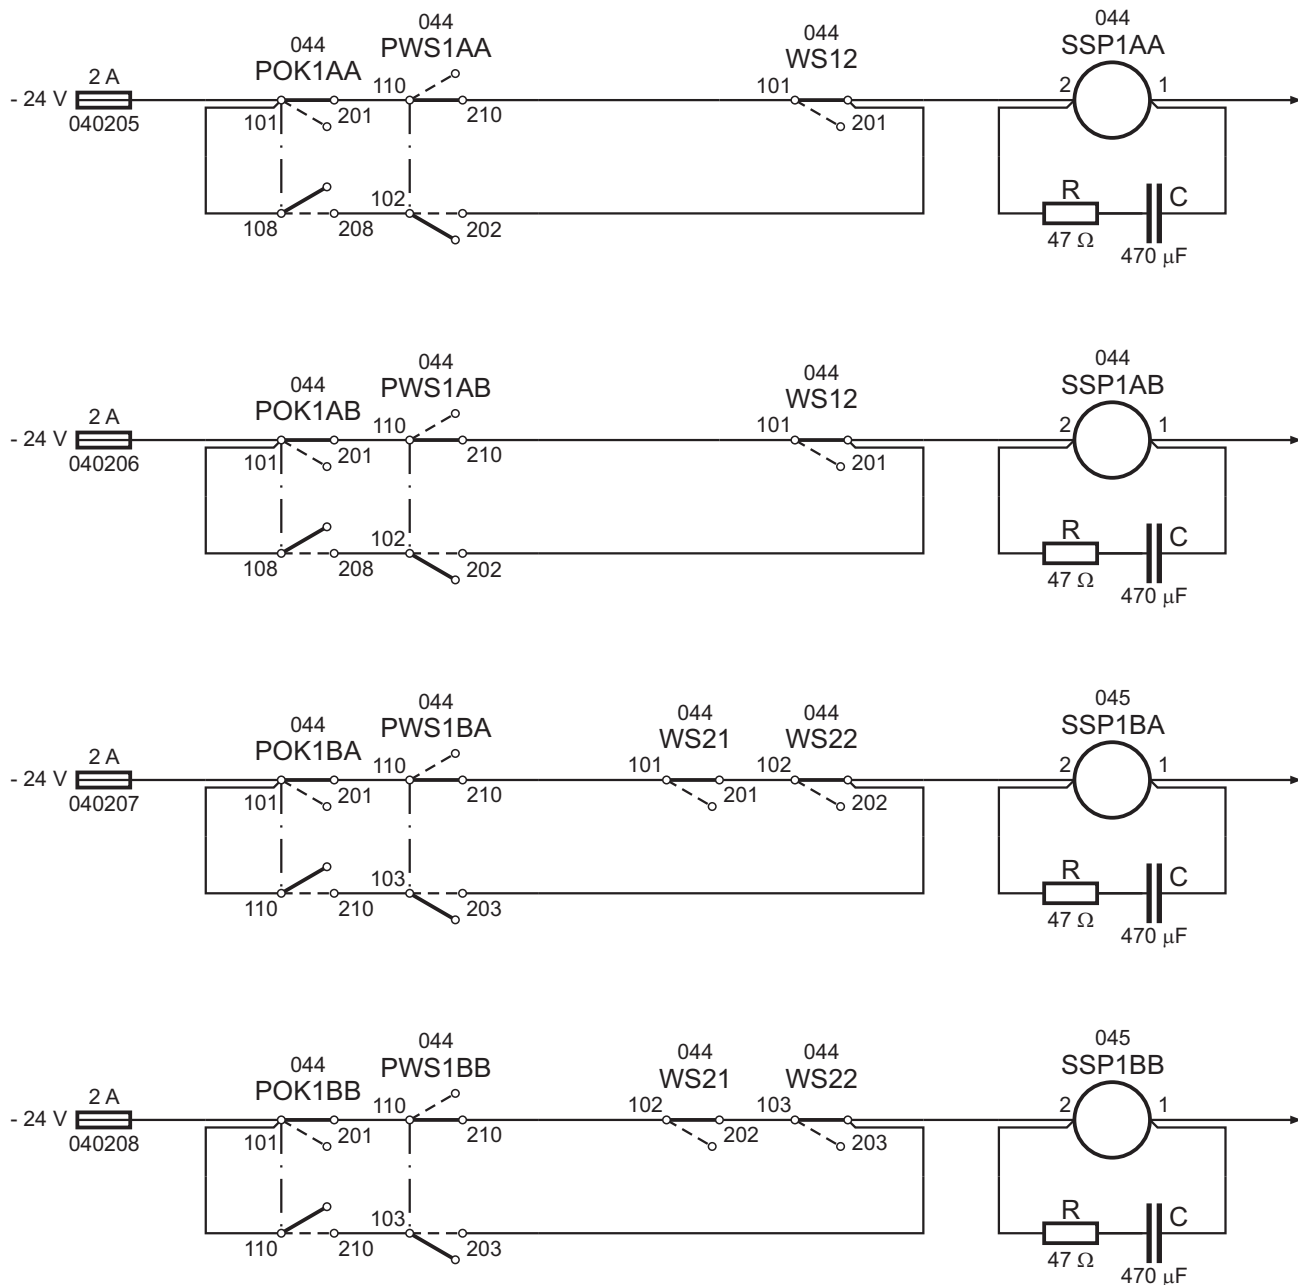 044
044
044
044
PWS1AA
SSP1AA
POK1AA
WS12
2 A
- 24 V
110
101
2
1
040205
101
201
210
201
R
C
102
108
208
202
47 Ω
470 µF
044
044
044
044
PWS1AB
SSP1AB
POK1AB
WS12
2 A
- 24 V
110
101
2
1
040206
101
201
210
201
R
C
102
108
208
202
47 Ω
470 µF
044
045
044
044
044
PWS1BA
SSP1BA
POK1BA
WS21
WS22
2 A
- 24 V
110
101
102
2
1
040207
101
201
210
201
202
R
C
103
110
210
203
47 Ω
470 µF
044
045
044
044
044
PWS1BB
SSP1BB
POK1BB
WS21
WS22
2 A
- 24 V
110
102
103
2
1
040208
101
201
210
202
203
R
C
103
110
210
203
47 Ω
470 µF